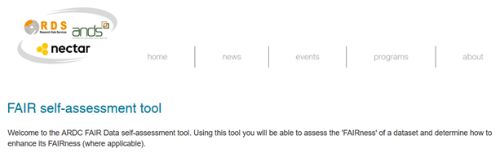 RDS
Research Data Services
ands
nectar
home
news
events
programs
about
FAIR self-assessment tool
Welcome to the ARDC FAIR Data self-assessment tool. Using this tool you will be able to assess the 'FAIRness' of a dataset and determine how to
enhance its FAIRness (where applicable).